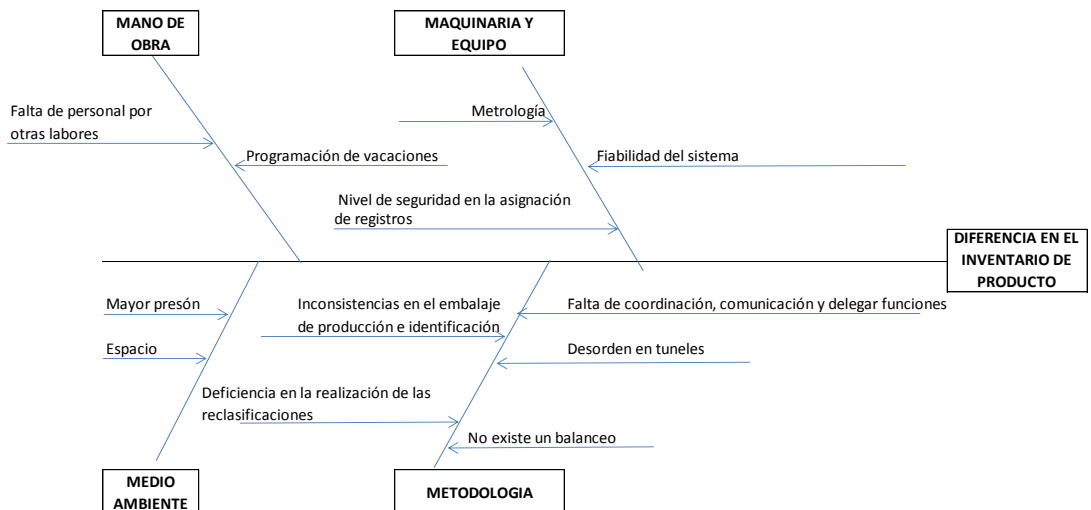 MANO DE
OBRA
MAQUINARIA Y
EQUIPO
Falta de personal por
otras labores
Programación de vacaciones
Metrología
Fiabilidad del sistema
Nivel de seguridad en la asignación
de registros
DIFERENCIA EN EL
INVENTARIO DE
PRODUCTO
Mayor presón
Espacio
Inconsistencias en el embalaje
de producción e identificación
Falta de coordinación, comunicación y delegar funciones
Desorden en tuneles
Deficiencia en la realización de las
reclasificaciones
No existe un balanceo
MEDIO
AMBIENTE
METODOLOGIA